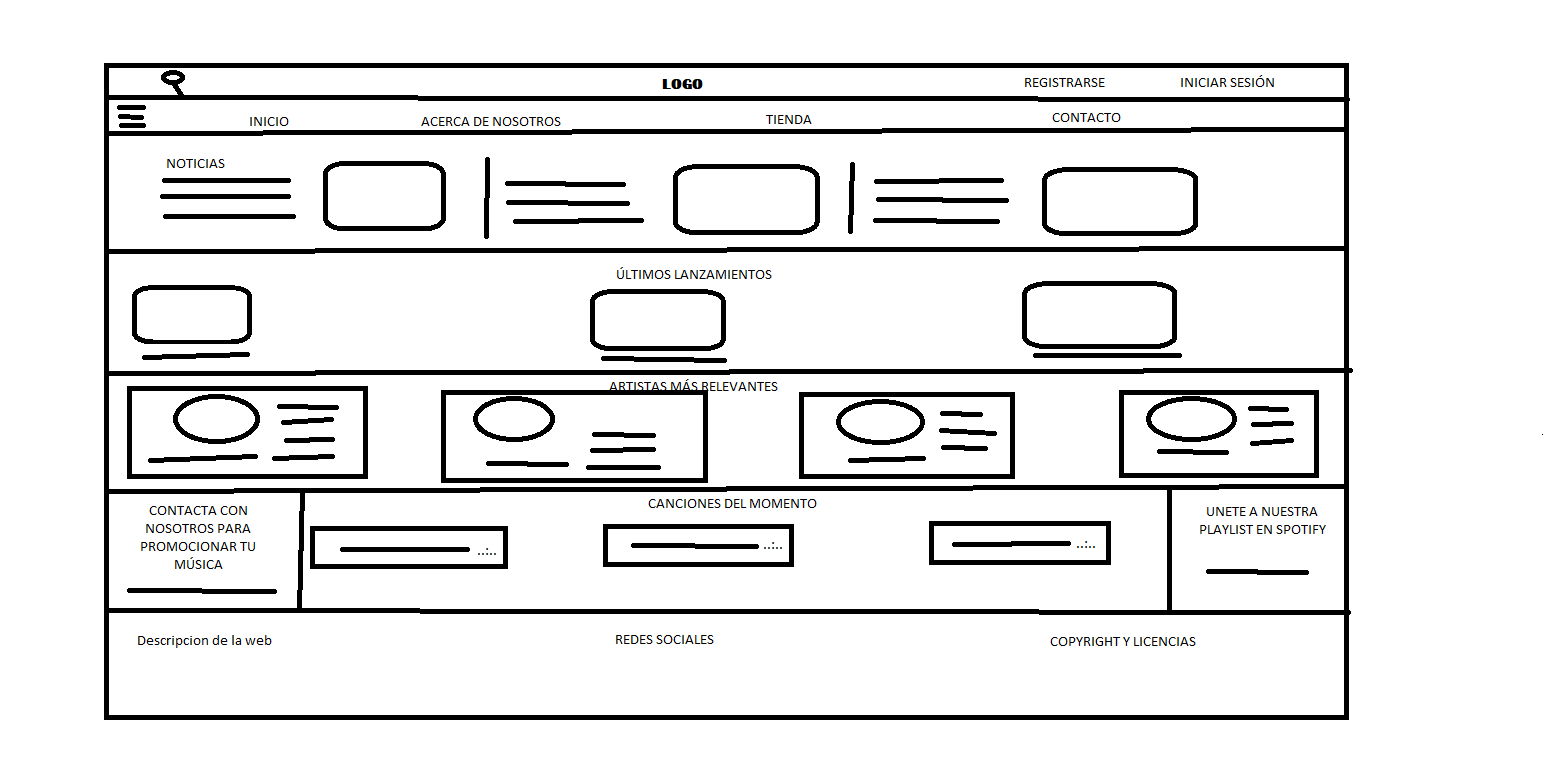 LOGO
REGISTRARSE
INICIAR SESIÓN
INICIO
ACERCA DE NOSOTROS
TIENDA
CONTACTO
NOTICIAS
ÚLTIMOS LANZAMIENTOS
ARTISTAS MÁS RELEVANTES
CONTACTA CON
NOSOTROS PARA
PROMOCIONAR TU
MÚSICA
CANCIONES DEL MOMENTO
..:..
..:..
..:..
UNETE A NUESTRA
PLAYLIST EN SPOTIFY
Descripcion de la web
REDES SOCIALES
COPYRIGHT Y LICENCIAS